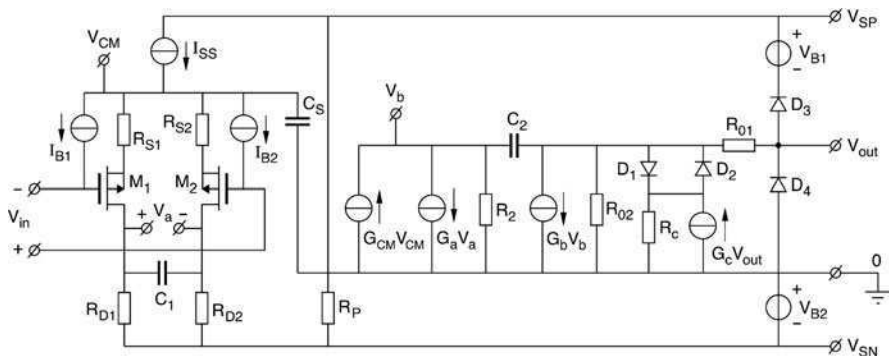 V_SP
V_CM
I_SS
+
V_B1
−
C_S
V_b
D_3
R_S1
R_S2
C_2
R_01
I_B1
I_B2
V_out
M_1
M_2
D_1
D_2
D_4
−
V_in
+
+ V_a −
R_2
R_02
R_c
G_CM V_CM
G_a V_a
G_b V_b
G_c V_out
0
C_1
R_D1
R_D2
R_P
+
V_B2
−
V_SN